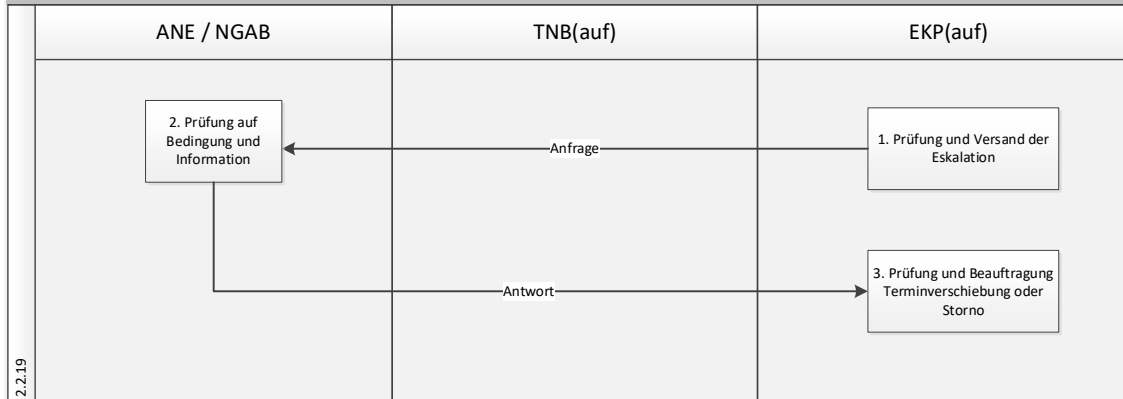 ANE / NGAB
TNB(auf)
EKP(auf)
2. Prüfung auf
Bedingung und
Information
Anfrage
1. Prüfung und Versand der
Eskalation
Antwort
3. Prüfung und Beauftragung
Terminverschiebung oder
Storno
2.2.19